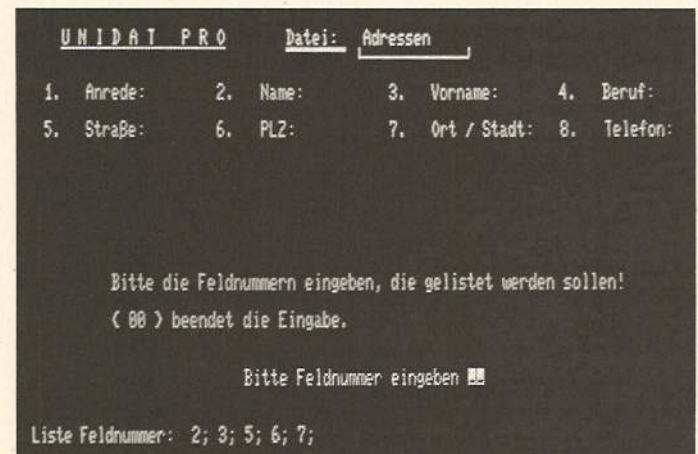 UNIDAT PRO Datei: Adressen
1. Anrede: 2. Name: 3. Vorname: 4. Beruf:
5. Straße: 6. PLZ: 7. Ort / Stadt: 8. Telefon:
Bitte die Feldnummern eingeben, die gelistet werden sollen!
( 00 ) beendet die Eingabe.
Bitte Feldnummer eingeben
Liste Feldnummer: 2; 3; 5; 6; 7;